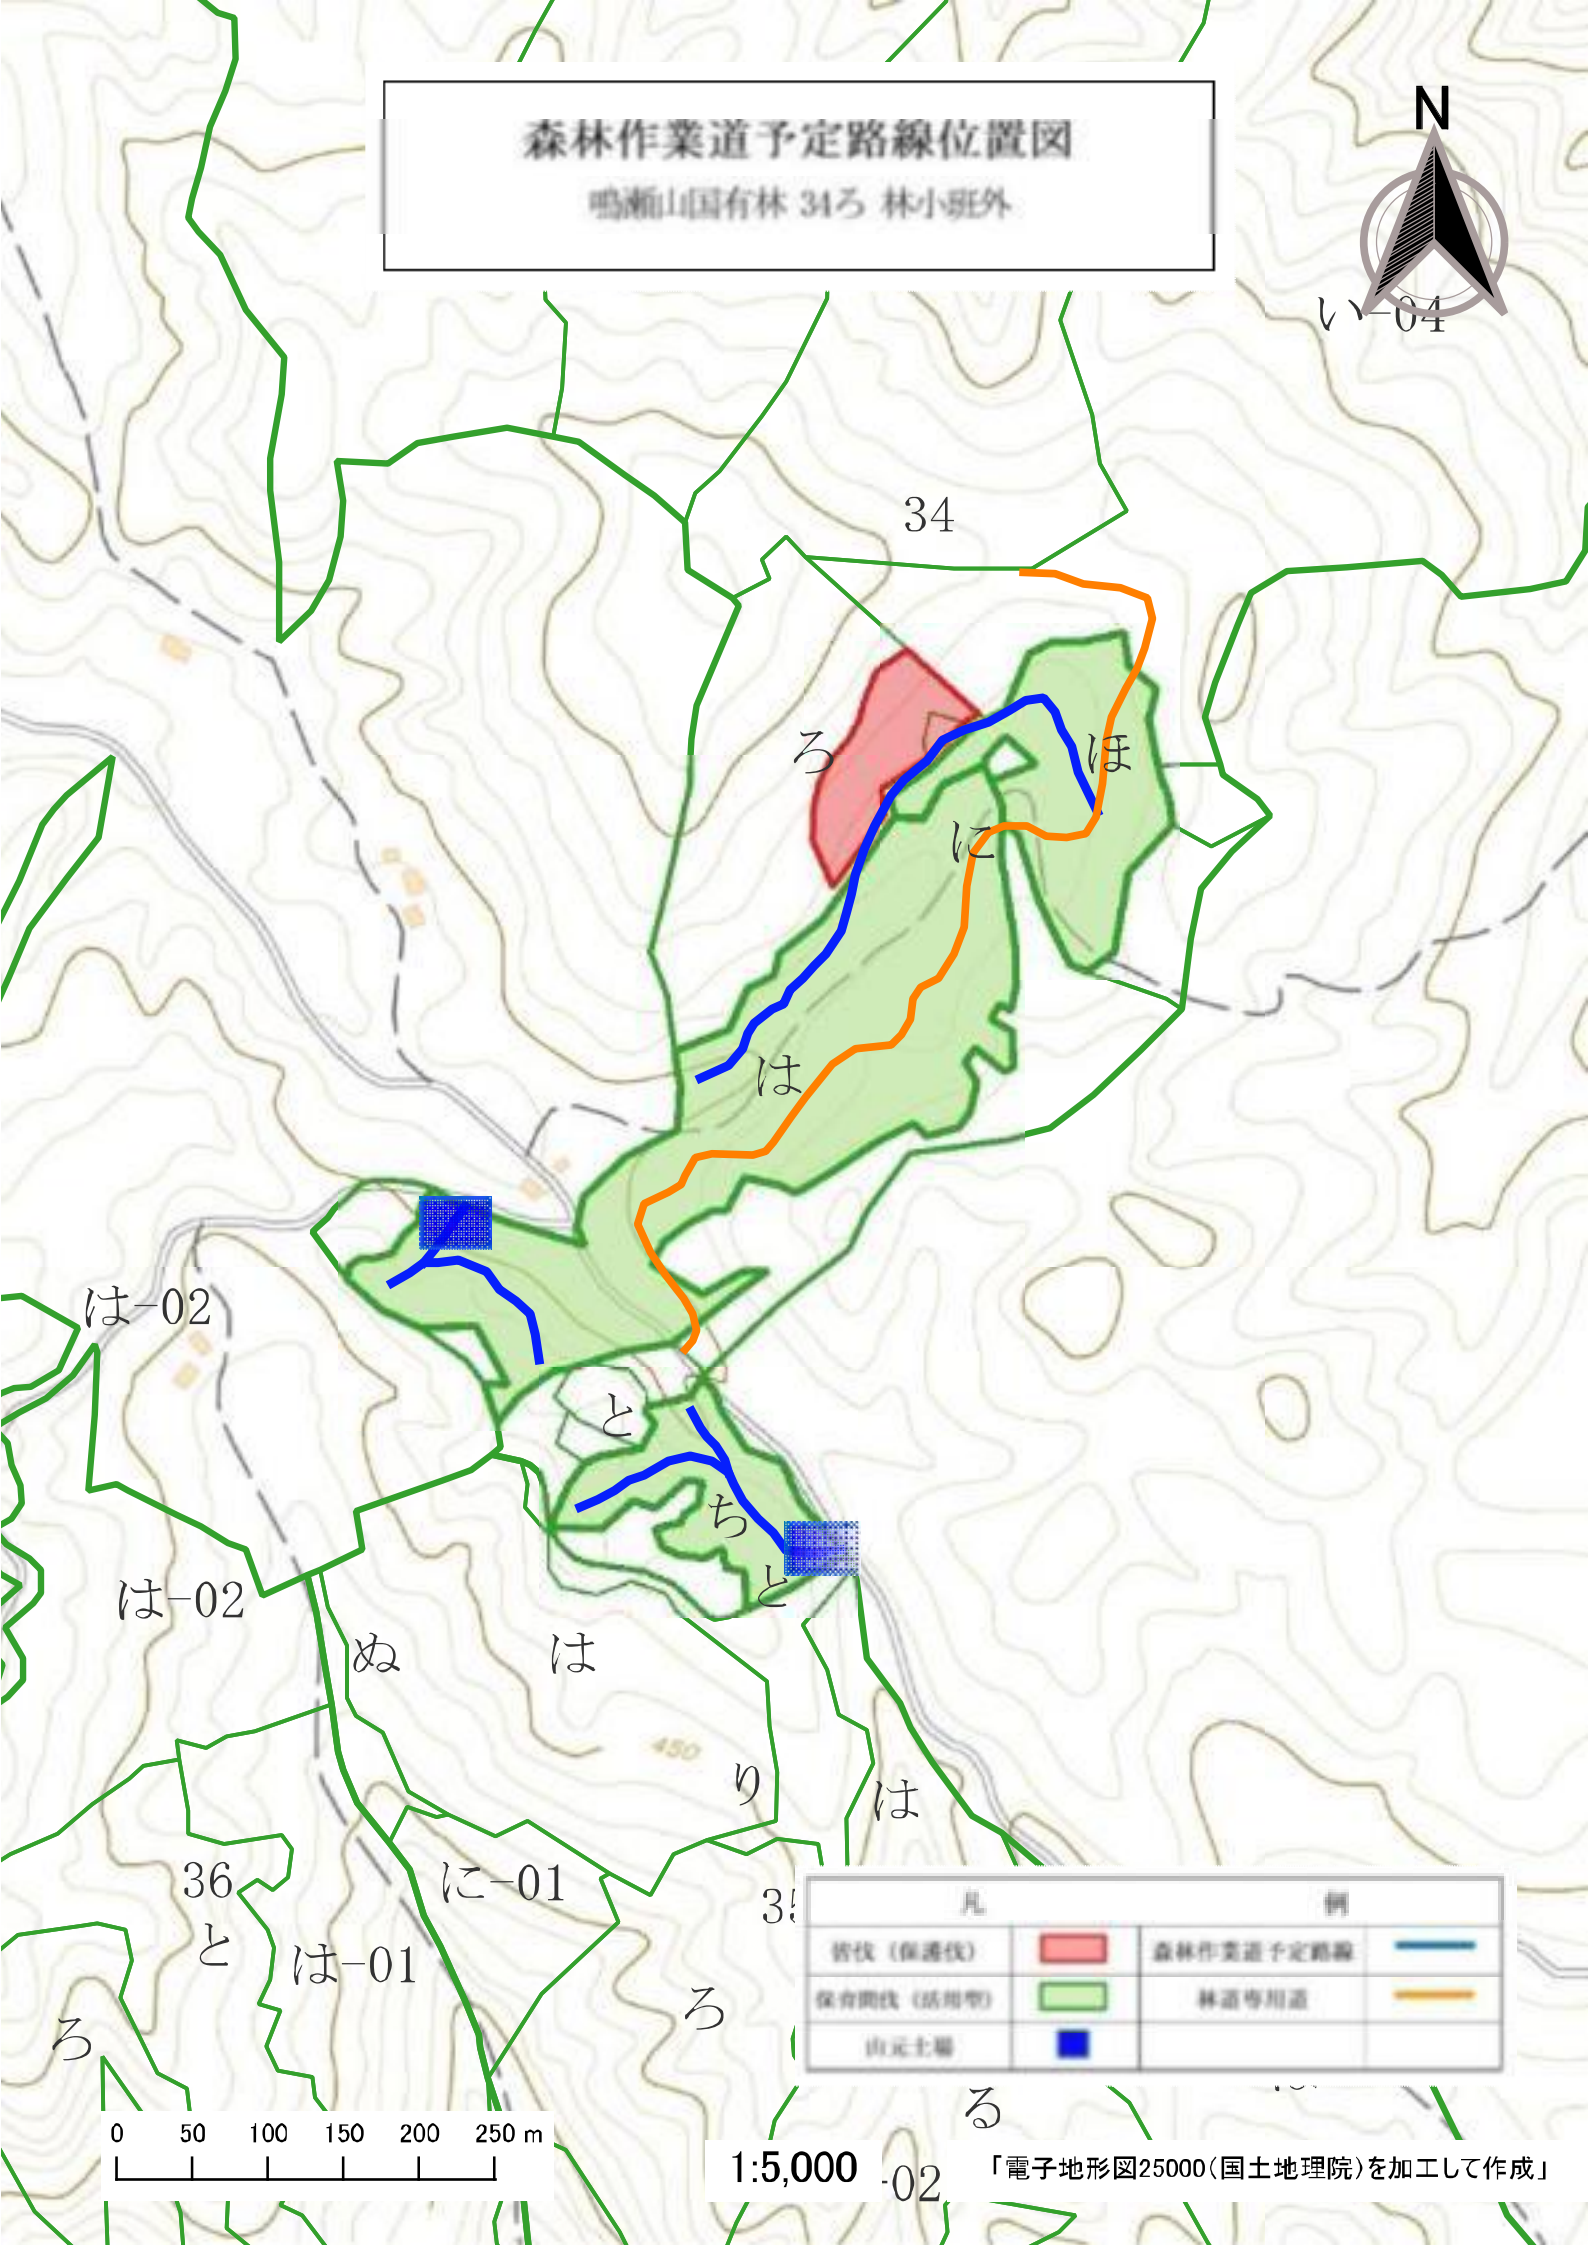 森林作業道予定路線位置図
鳴瀬山国有林 34ろ 林小班外
N
い-04
34
ろ
ほ
に
は
は-02
と
ち
と
は-02
ぬ
は
450
り
は
36
に-01
と
は-01
ろ
ろ
凡 例
皆伐(保護伐)
森林作業道予定路線
保育間伐(活用型)
林道専用道
山元土場
る
0 50 100 150 200 250 m
1:5,000
-02
「電子地形図25000(国土地理院)を加工して作成」